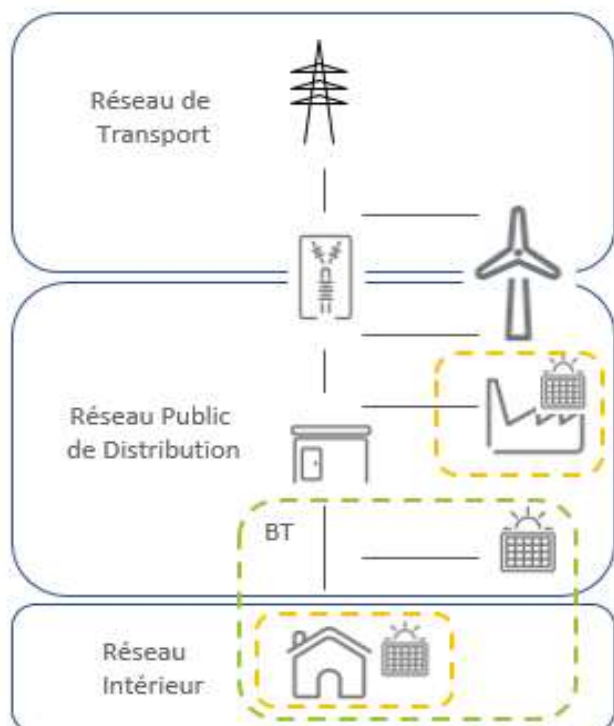 Réseau de
Transport
Réseau Public
de Distribution
BT
Réseau
Intérieur